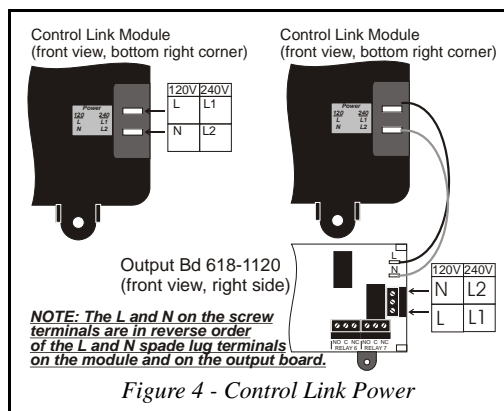 Control Link Module
(front view, bottom right corner)
120V 240V
L L1
N L2
Power
120 240
L L1
N L2
Control Link Module
(front view, bottom right corner)
Power
120 240
L L1
N L2
L
N
Output Bd 618-1120
(front view, right side)
120V 240V
N L2
L L1
NOTE: The L and N on the screw
terminals are in reverse order
of the L and N spade lug terminals
on the module and on the output board.
NO C NC NO C NC
RELAY 6 RELAY 7
Figure 4 - Control Link Power